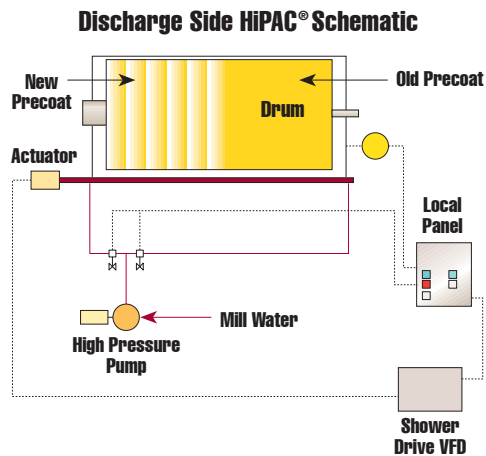 Discharge Side HiPAC® Schematic
New
Precoat
Old Precoat
Drum
Actuator
Local
Panel
Mill Water
High Pressure
Pump
Shower
Drive VFD